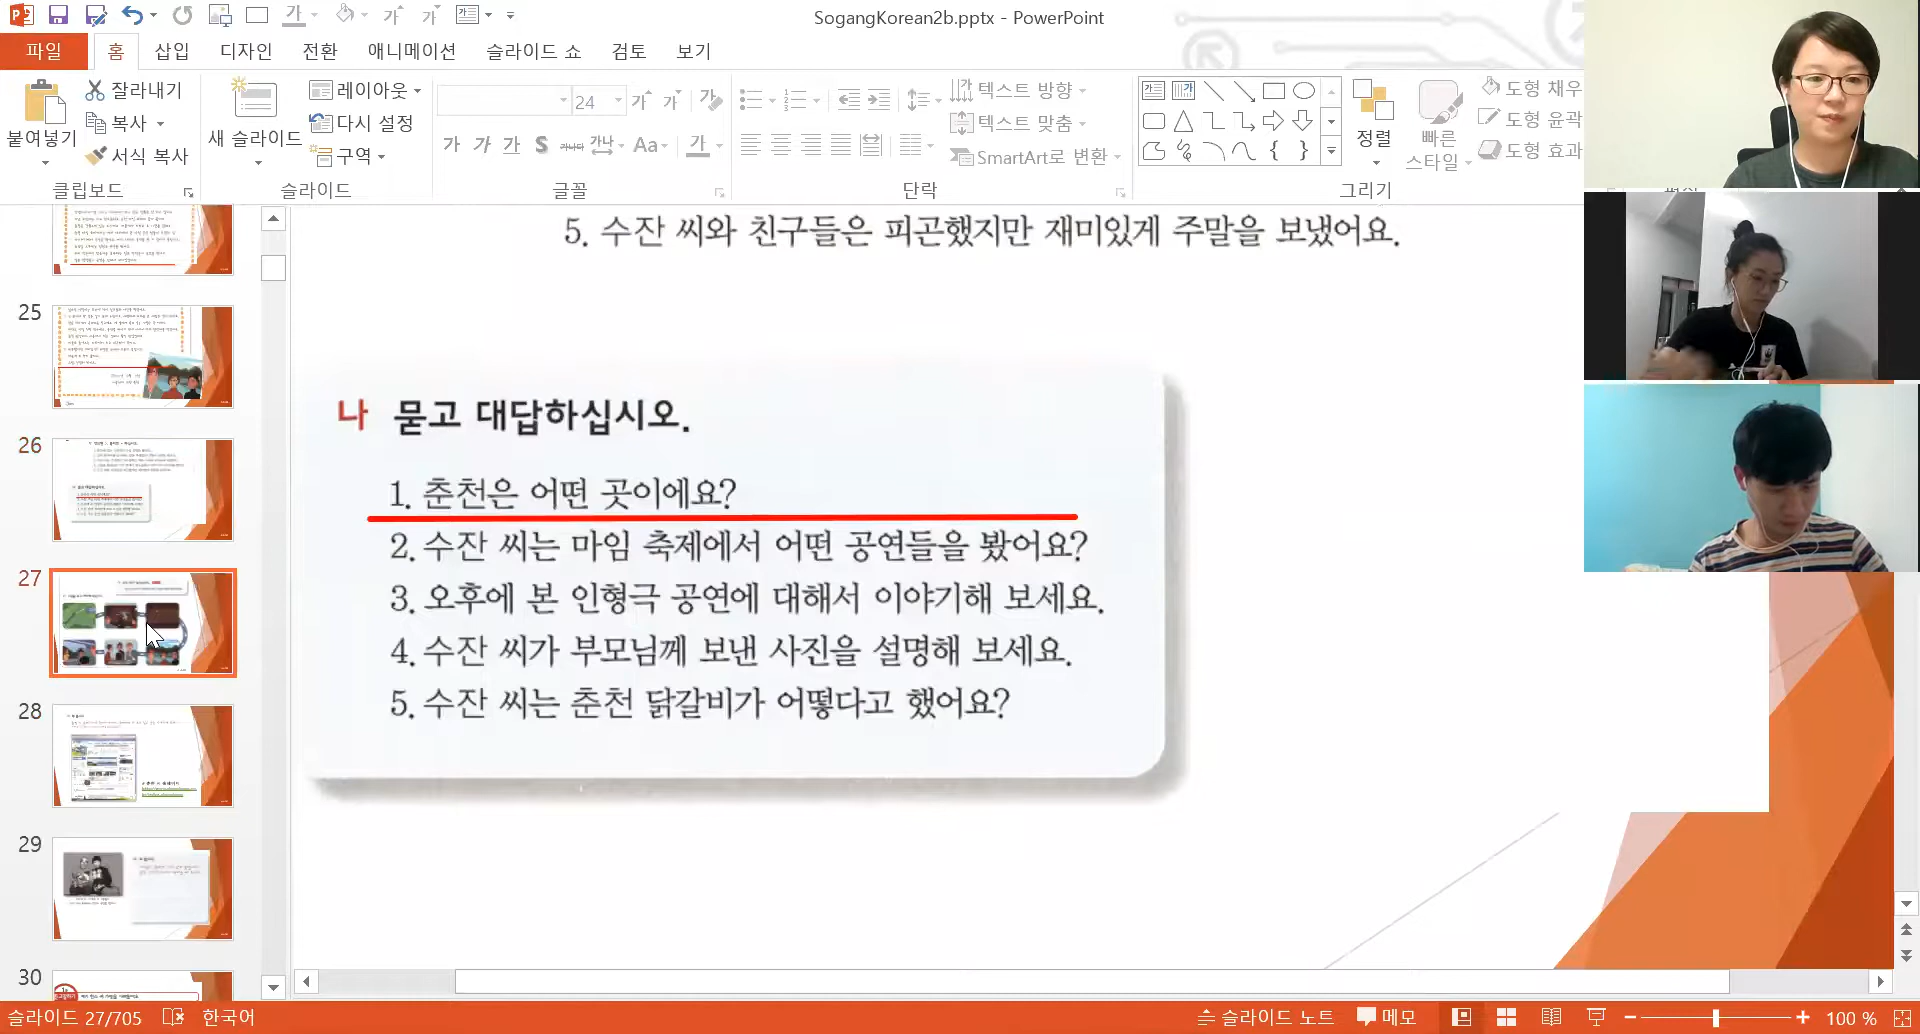 SogangKorean2b.pptx - PowerPoint
파일 홈 삽입 디자인 전환 애니메이션 슬라이드 쇼 검토 보기
붙여넣기
잘라내기
복사
서식 복사
클립보드
새 슬라이드
레이아웃
다시 설정
구역
슬라이드
24
가 가 가 S 가나다 가나 Aa 가
글꼴
텍스트 방향
텍스트 맞춤
SmartArt로 변환
단락
정렬
빠른
스타일
도형 채우
도형 윤곽
도형 효과
그리기
25
26
27
28
29
30
5. 수잔 씨와 친구들은 피곤했지만 재미있게 주말을 보냈어요.
나 묻고 대답하십시오.
1. 춘천은 어떤 곳이에요?
2. 수잔 씨는 마임 축제에서 어떤 공연들을 봤어요?
3. 오후에 본 인형극 공연에 대해서 이야기해 보세요.
4. 수잔 씨가 부모님께 보낸 사진을 설명해 보세요.
5. 수잔 씨는 춘천 닭갈비가 어떻다고 했어요?
슬라이드 27/705 한국어
슬라이드 노트 메모 100 %